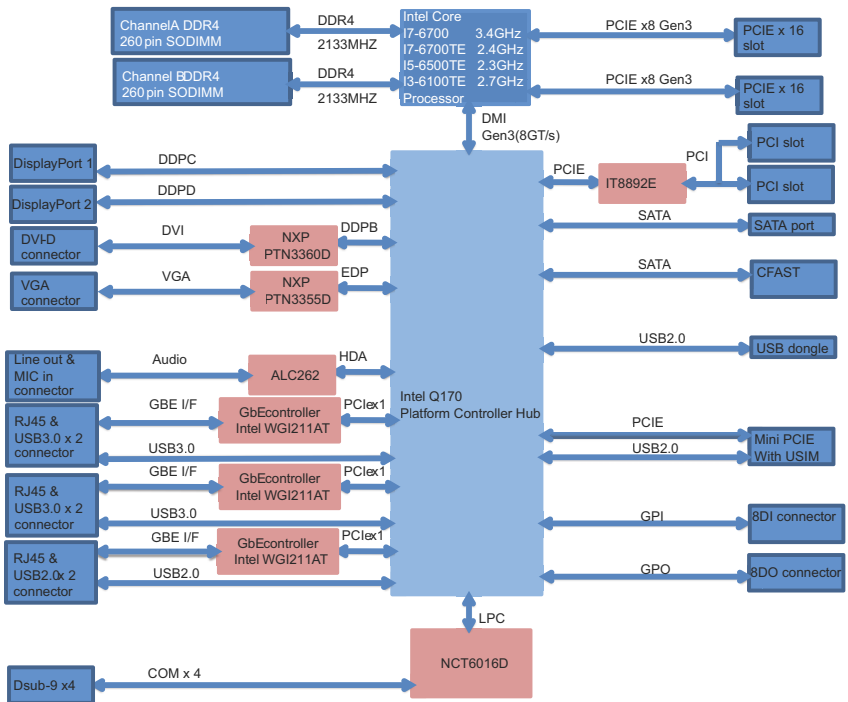 ChannelA DDR4
260pin SODIMM
DDR4
2133MHZ
Channel BDDR4
260pin SODIMM
DDR4
2133MHZ
Intel Core
I7-6700 3.4GHz
I7-6700TE 2.4GHz
I5-6500TE 2.3GHz
I3-6100TE 2.7GHz
Processor
PCIE x8 Gen3
PCIE x 16
slot
PCIE x8 Gen3
PCIE x 16
slot
DMI
Gen3(8GT/s)
DisplayPort 1
DDPC
DisplayPort 2
DDPD
DVI-D
connector
DVI
NXP
PTN3360D
DDPB
VGA
connector
VGA
NXP
PTN3355D
EDP
Line out &
MIC in
connector
Audio
ALC262
HDA
RJ45 &
USB3.0 x 2
connector
GBE I/F
GbEcontroller
Intel WGI211AT
PCIex1
USB3.0
RJ45 &
USB3.0 x 2
connector
GBE I/F
GbEcontroller
Intel WGI211AT
PCIex1
USB3.0
RJ45 &
USB2.0x 2
connector
GBE I/F
GbEcontroller
Intel WGI211AT
PCIex1
USB2.0
Intel Q170
Platform Controller Hub
PCIE
IT8892E
PCI
PCI slot
PCI slot
SATA
SATA port
SATA
CFAST
USB2.0
USB dongle
PCIE
USB2.0
Mini PCIE
With USIM
GPI
8DI connector
GPO
8DO connector
LPC
NCT6016D
COM x 4
Dsub-9 x4